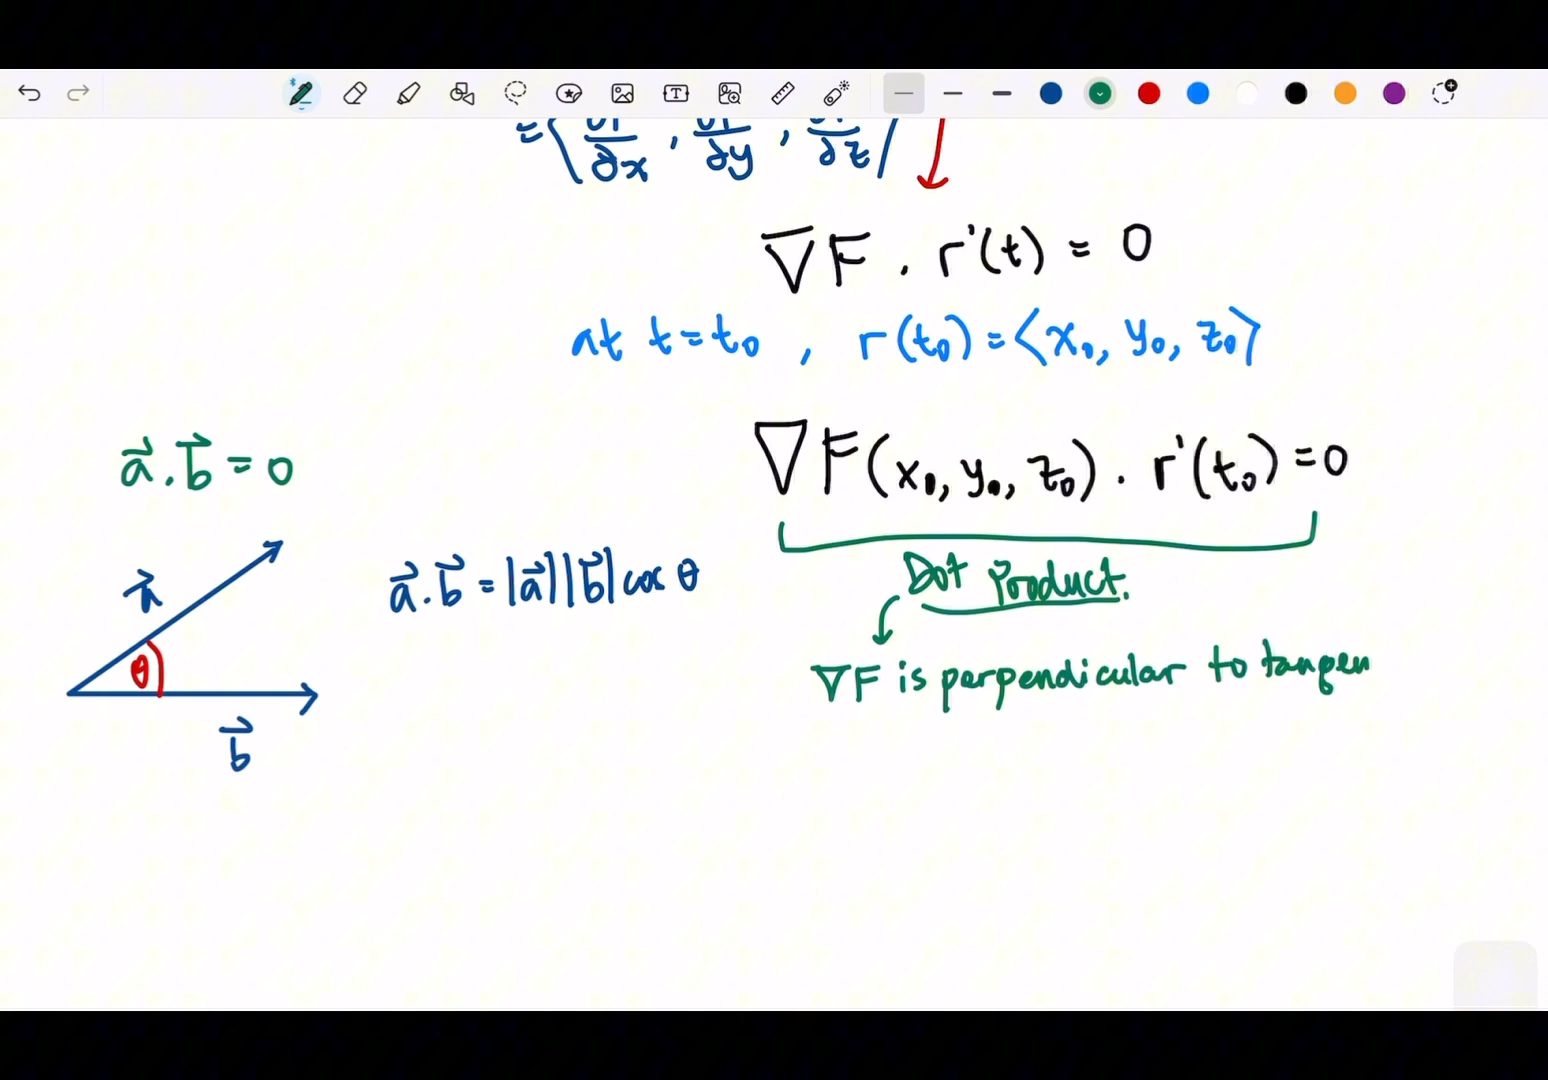 = ⟨∂F/∂x, ∂F/∂y, ∂F/∂z⟩
∇F . r'(t) = 0
at t = t₀ , r(t₀) = ⟨x₀, y₀, z₀⟩
∇F(x₀, y₀, z₀) . r'(t₀) = 0
Dot Product.
∇F is perpendicular to tangen
a⃗ . b⃗ = 0
a⃗
θ
b⃗
a⃗ . b⃗ = |a⃗| |b⃗| cos θ
T